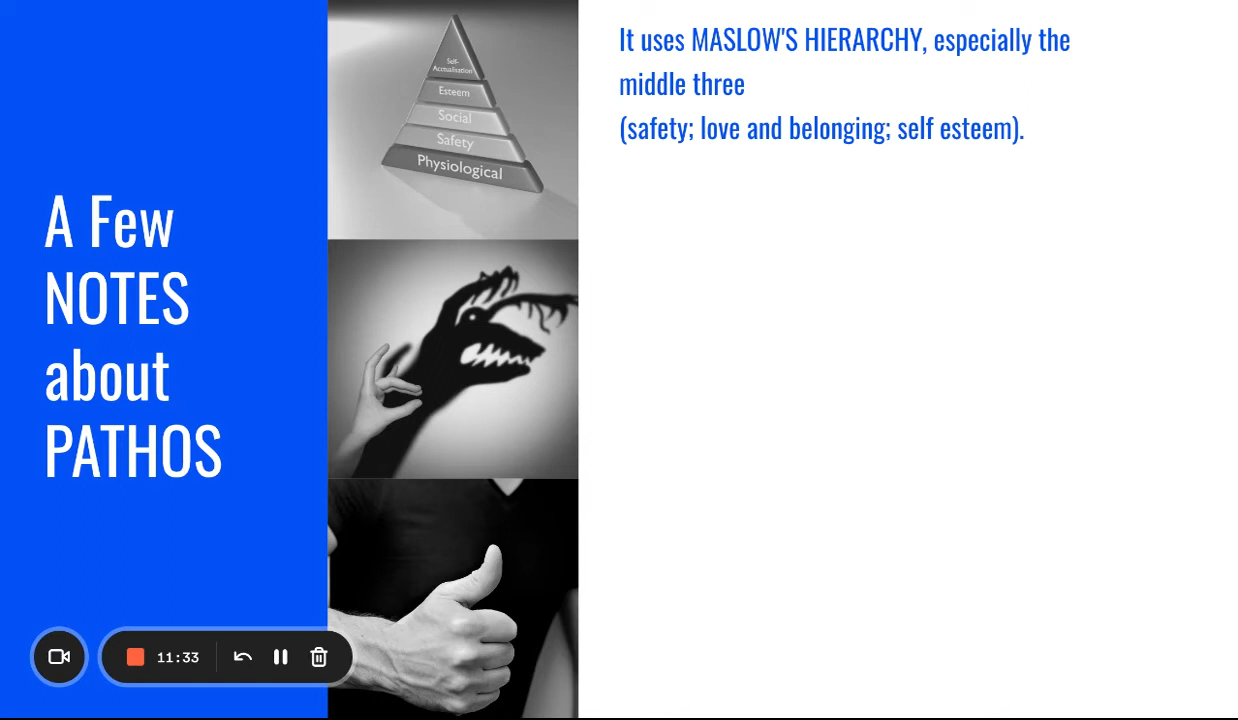 A Few
NOTES
about
PATHOS
Self-
Acctualisation
Esteem
Social
Safety
Physiological
It uses MASLOW'S HIERARCHY, especially the
middle three
(safety; love and belonging; self esteem).
11:33